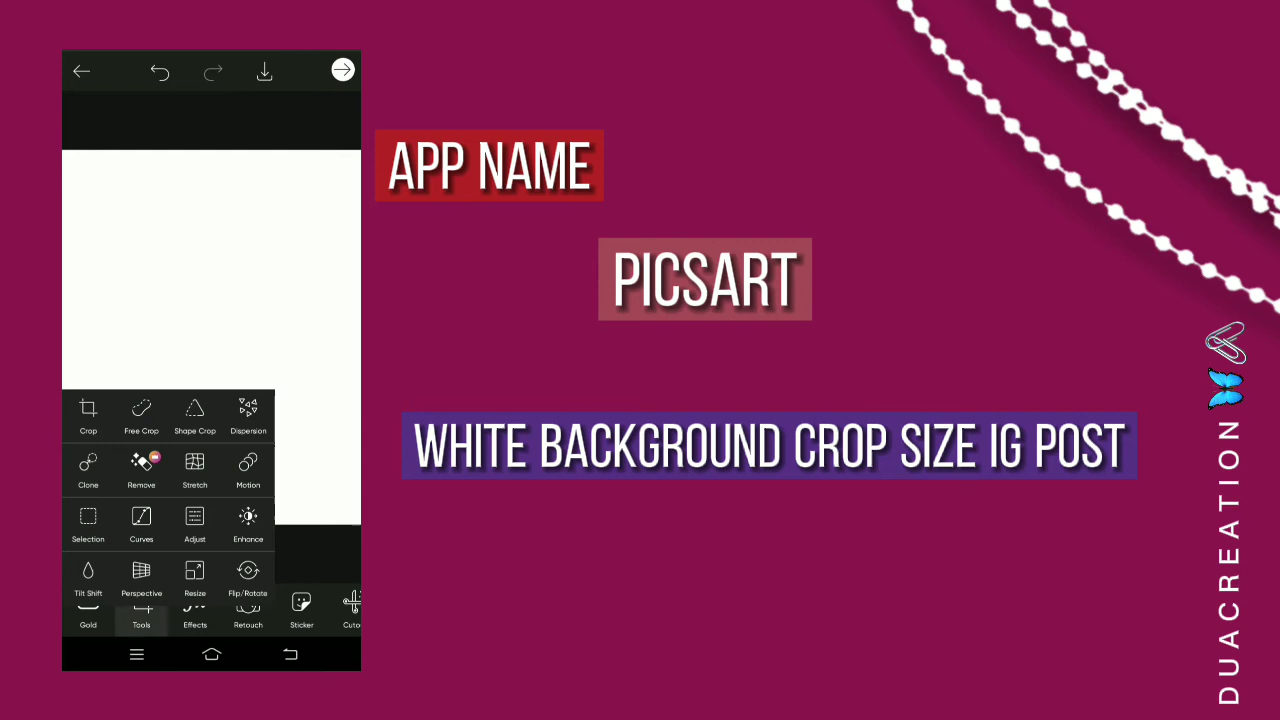 APP NAME
PICSART
WHITE BACKGROUND CROP SIZE IG POST
Crop Free Crop Shape Crop Dispersion
Clone Remove Stretch Motion
Selection Curves Adjust Enhance
Tilt Shift Perspective Resize Flip/Rotate
Gold Tools Effects Retouch Sticker
DUACREATION